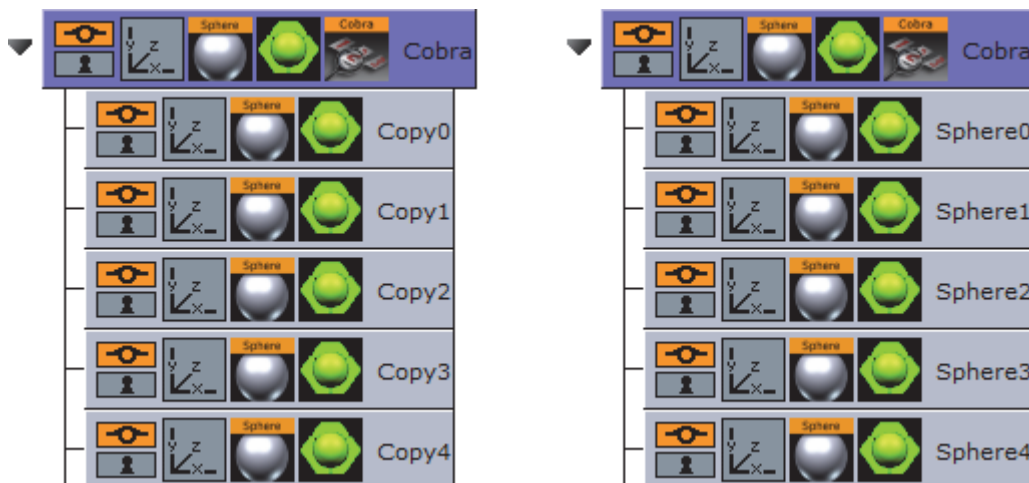 Sphere Cobra
y z x Cobra
Sphere
y z x Copy0
Sphere
y z x Copy1
Sphere
y z x Copy2
Sphere
y z x Copy3
Sphere
y z x Copy4
Sphere Cobra
y z x Cobra
Sphere
y z x Sphere0
Sphere
y z x Sphere1
Sphere
y z x Sphere2
Sphere
y z x Sphere3
Sphere
y z x Sphere4